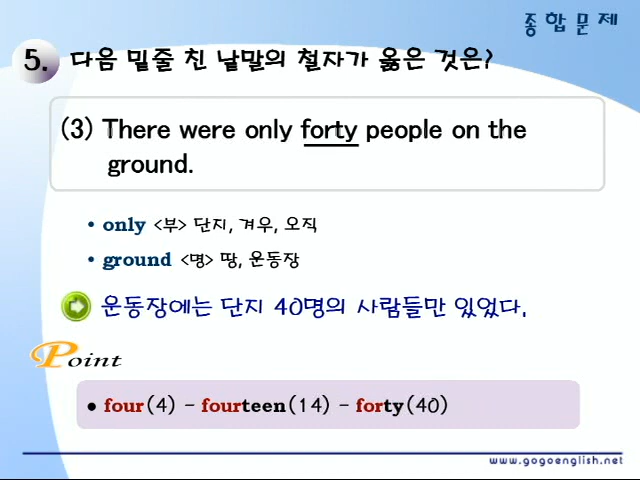 종합문제
5. 다음 밑줄 친 낱말의 철자가 옳은 것은?
(3) There were only forty people on the
ground.
• only <부> 단지, 겨우, 오직
• ground <명> 땅, 운동장
운동장에는 단지 40명의 사람들만 있었다.
Point
• four(4) - fourteen(14) - forty(40)
www.gogoenglish.net